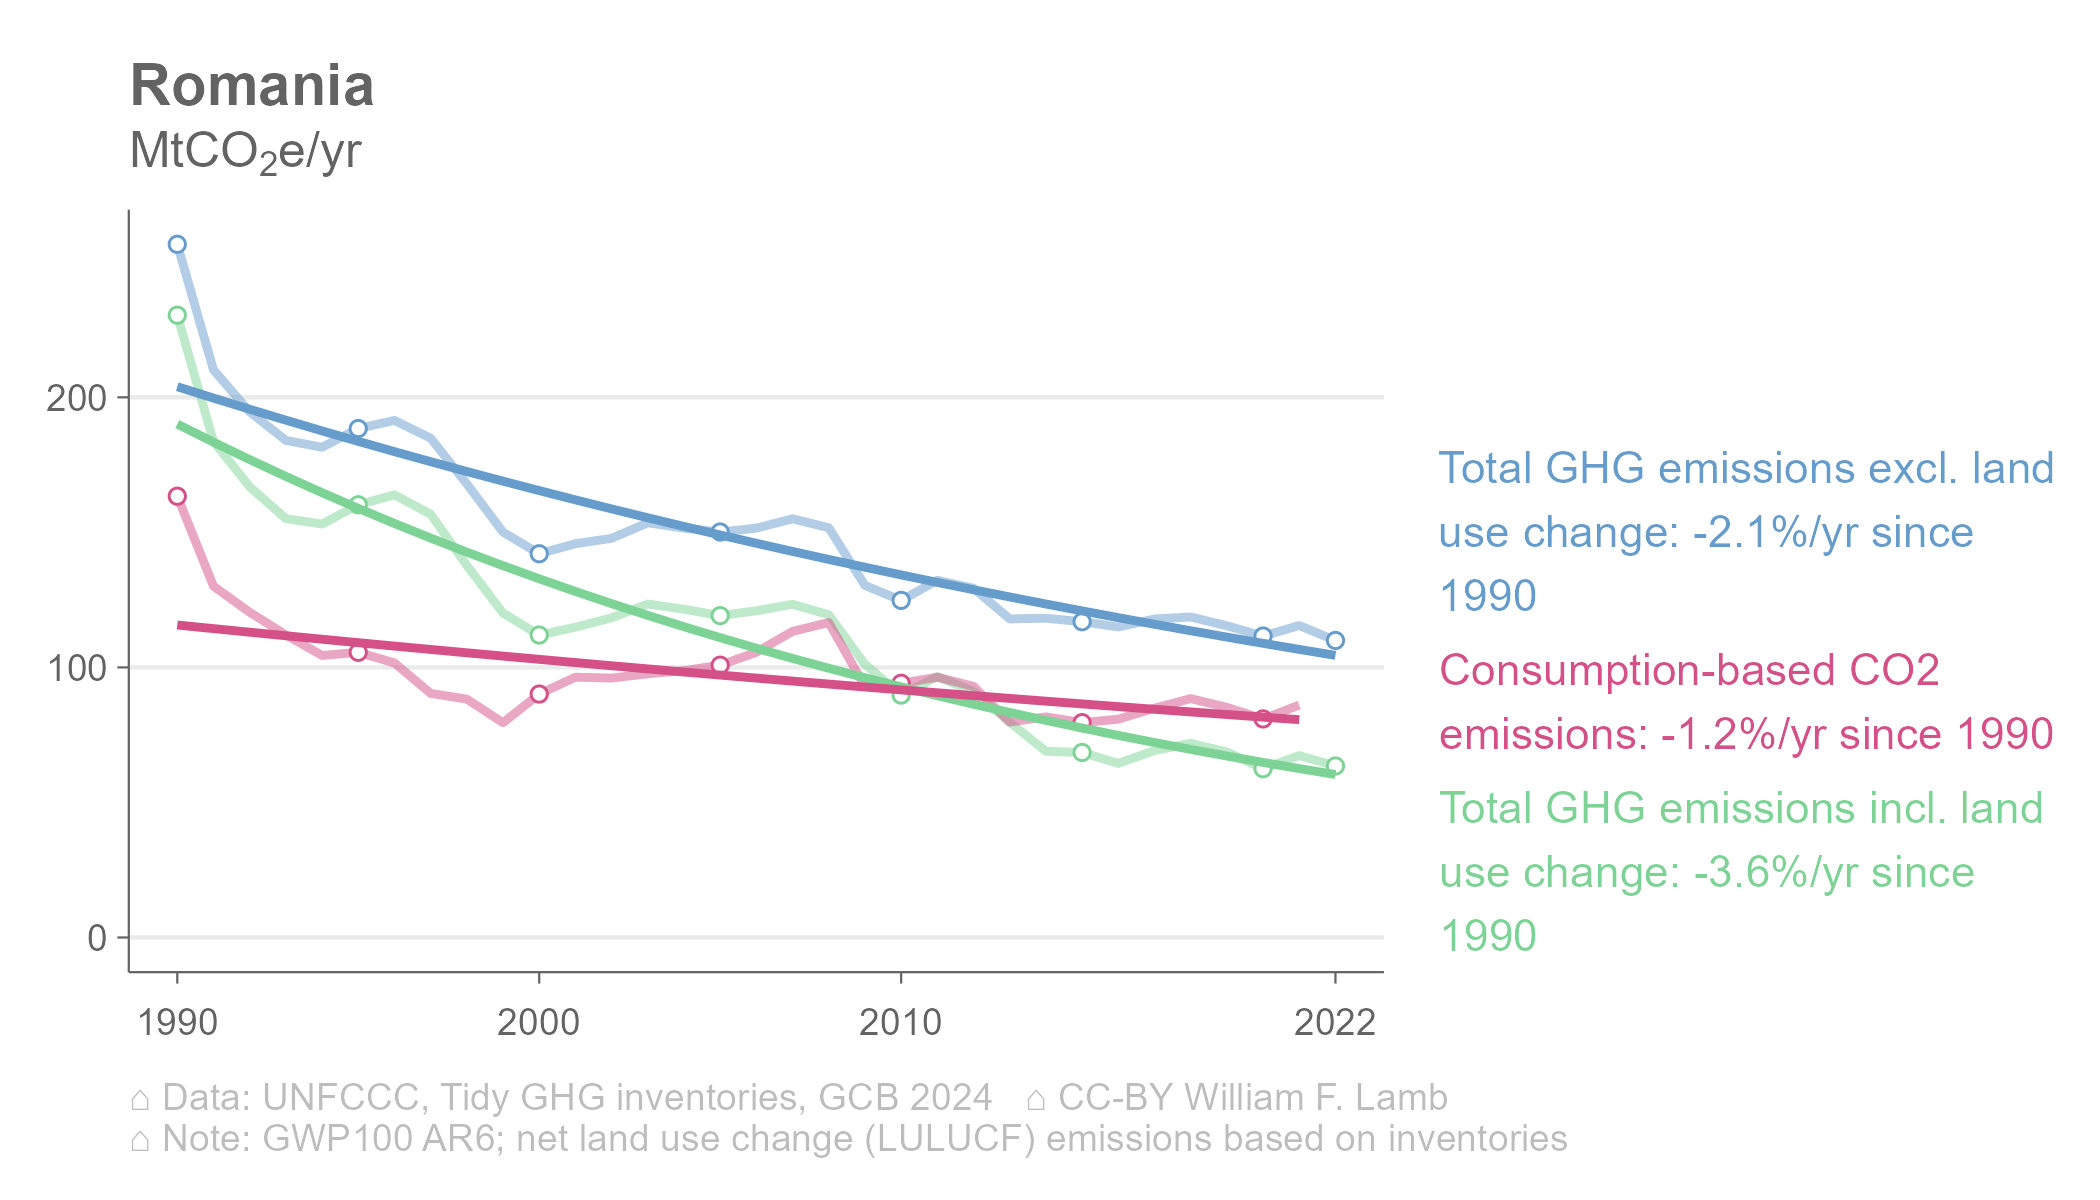 Romania
MtCO₂e/yr
200
100
0
1990
2000
2010
2022
Total GHG emissions excl. land
use change: -2.1%/yr since
1990
Consumption-based CO2
emissions: -1.2%/yr since 1990
Total GHG emissions incl. land
use change: -3.6%/yr since
1990
⌂ Data: UNFCCC, Tidy GHG inventories, GCB 2024 ⌂ CC-BY William F. Lamb
⌂ Note: GWP100 AR6; net land use change (LULUCF) emissions based on inventories